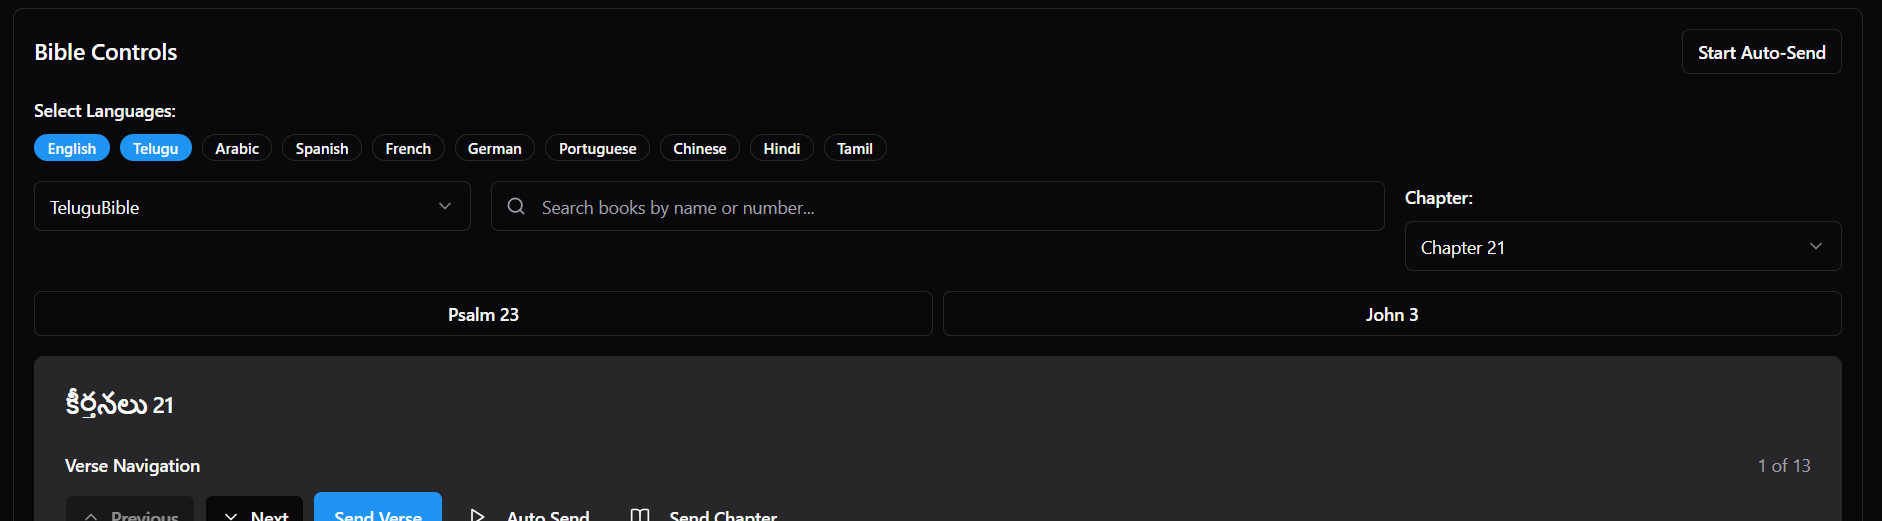 Bible Controls
Start Auto-Send
Select Languages:
English Telugu Arabic Spanish French German Portuguese Chinese Hindi Tamil
TeluguBible
Search books by name or number...
Chapter:
Chapter 21
Psalm 23
John 3
కీర్తనలు 21
Verse Navigation
1 of 13
Previous Next Send Verse Auto Send Send Chapter